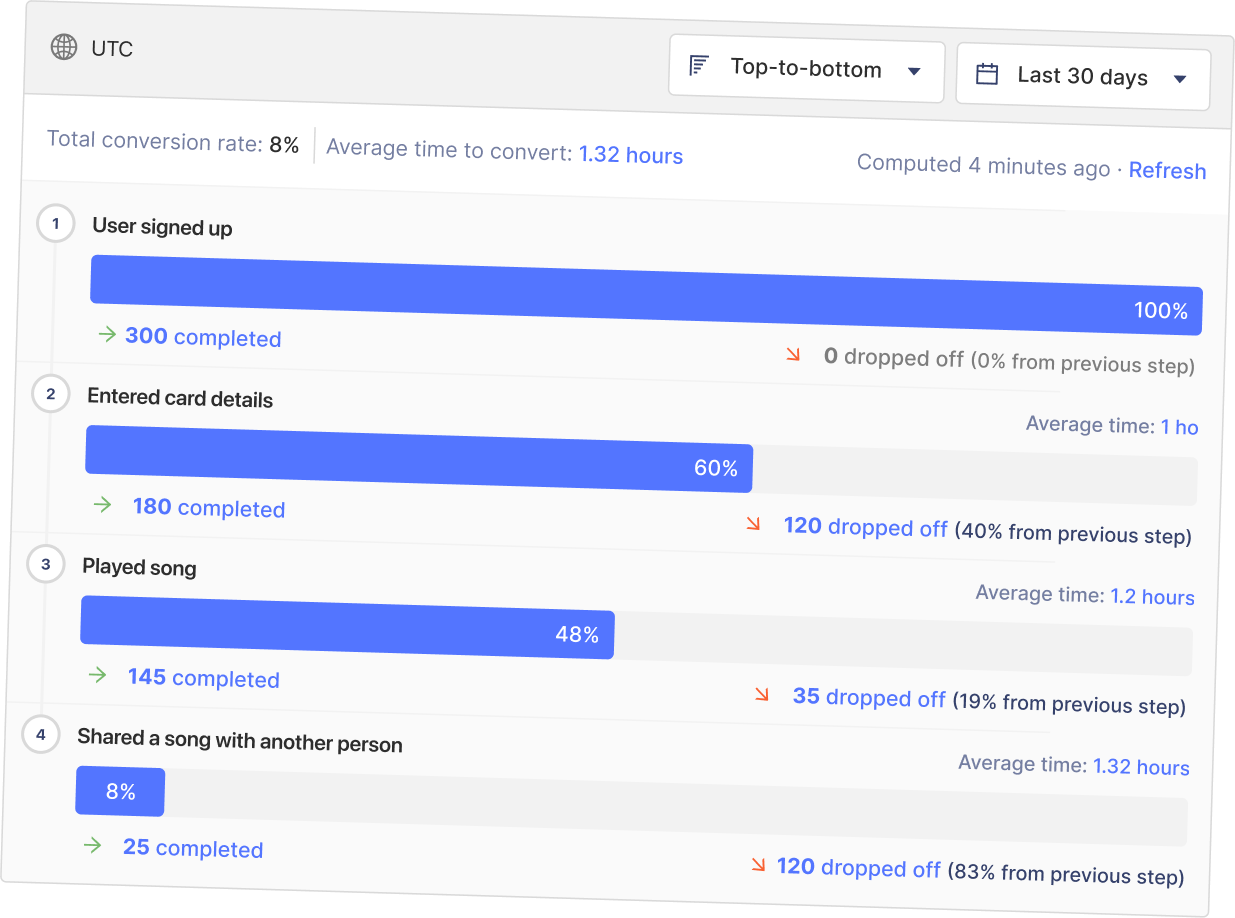 UTC
Top-to-bottom
Last 30 days
Total conversion rate: 8%
Average time to convert: 1.32 hours
Computed 4 minutes ago · Refresh
1
User signed up
100%
300 completed
0 dropped off (0% from previous step)
2
Entered card details
Average time: 1 ho
60%
180 completed
120 dropped off (40% from previous step)
3
Played song
Average time: 1.2 hours
48%
145 completed
35 dropped off (19% from previous step)
4
Shared a song with another person
Average time: 1.32 hours
8%
25 completed
120 dropped off (83% from previous step)